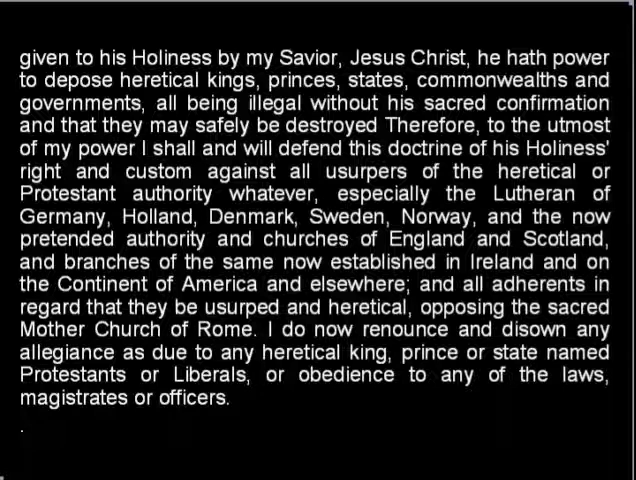 given to his Holiness by my Savior, Jesus Christ, he hath power
to depose heretical kings, princes, states, commonwealths and
governments, all being illegal without his sacred confirmation
and that they may safely be destroyed Therefore, to the utmost
of my power I shall and will defend this doctrine of his Holiness'
right and custom against all usurpers of the heretical or
Protestant authority whatever, especially the Lutheran of
Germany, Holland, Denmark, Sweden, Norway, and the now
pretended authority and churches of England and Scotland,
and branches of the same now established in Ireland and on
the Continent of America and elsewhere; and all adherents in
regard that they be usurped and heretical, opposing the sacred
Mother Church of Rome. I do now renounce and disown any
allegiance as due to any heretical king, prince or state named
Protestants or Liberals, or obedience to any of the laws,
magistrates or officers.
.